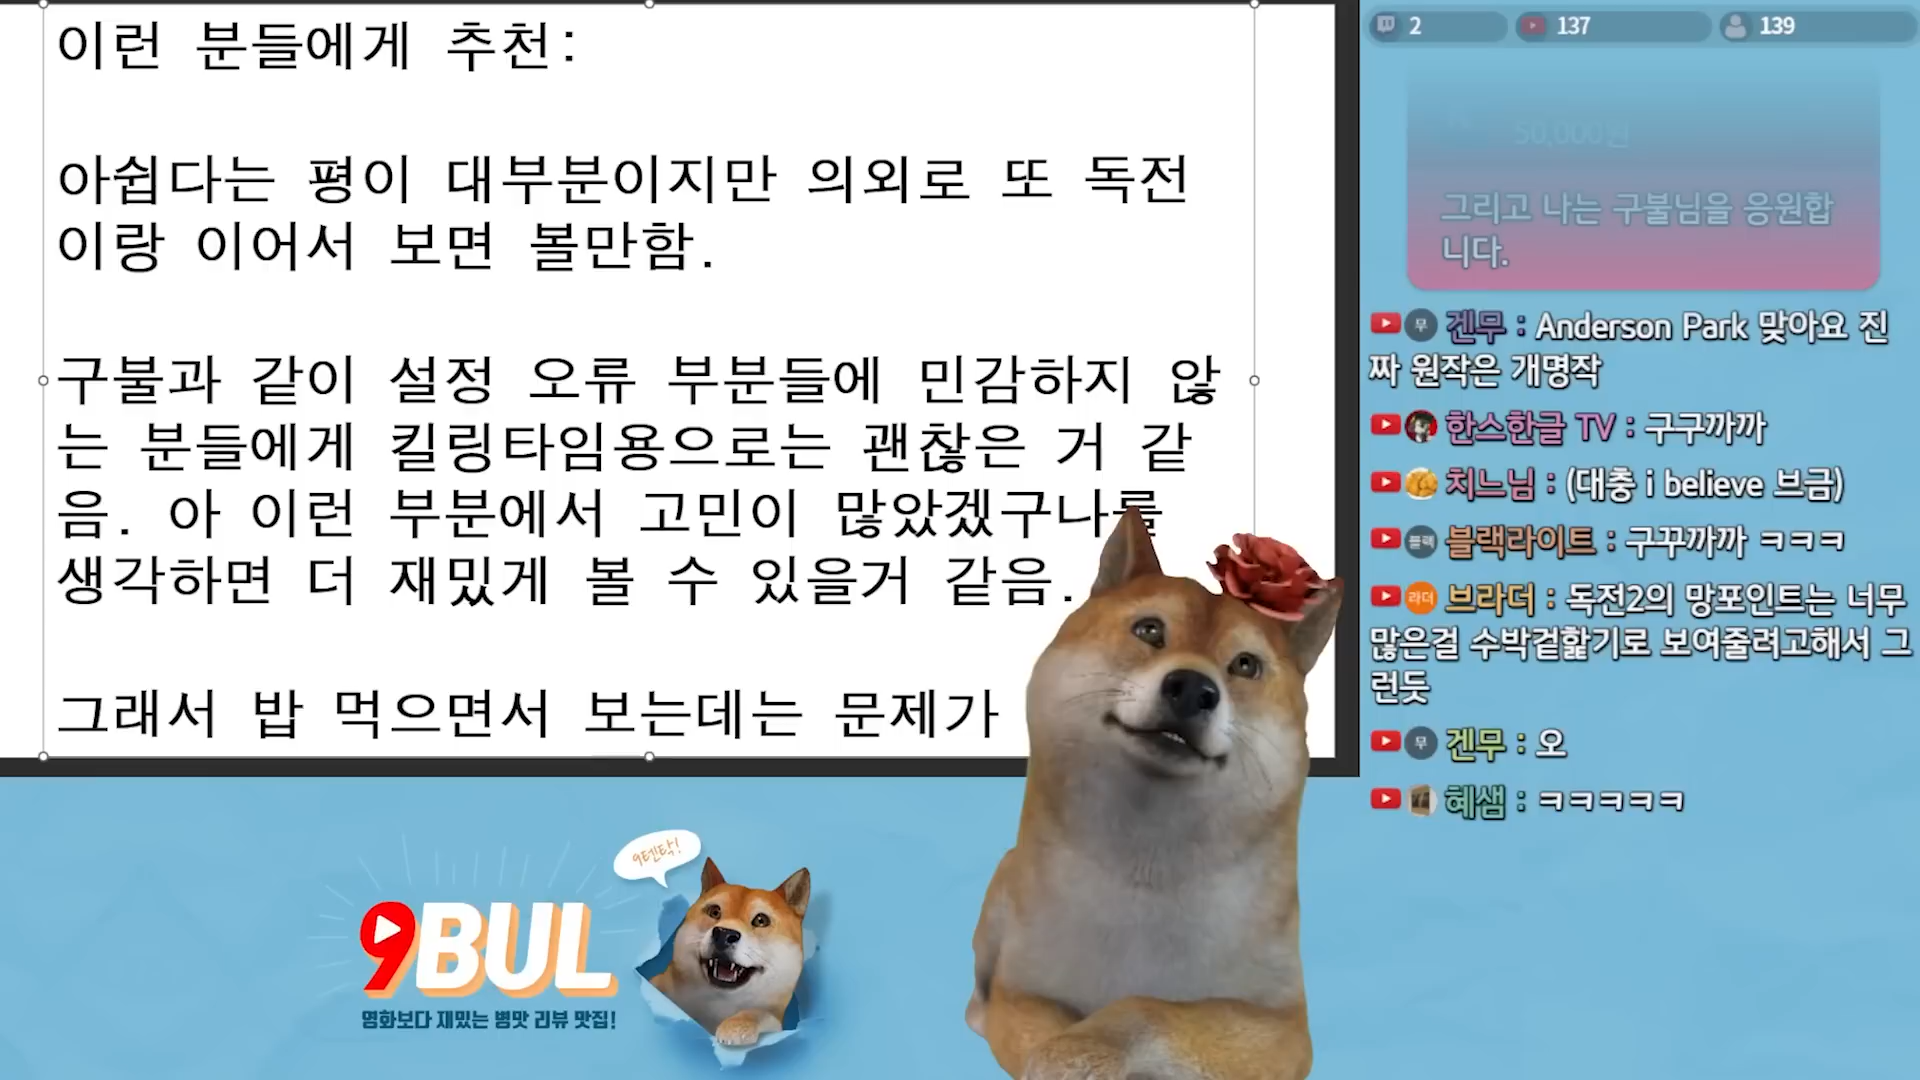 이런 분들에게 추천:
아쉽다는 평이 대부분이지만 의외로 또 독전
이랑 이어서 보면 볼만함.
구불과 같이 설정 오류 부분들에 민감하지 않
는 분들에게 킬링타임용으로는 괜찮은 거 같
음. 아 이런 부분에서 고민이 많았겠구나를
생각하면 더 재밌게 볼 수 있을거 같음.
그래서 밥 먹으면서 보는데는 문제가
2
137
139
50,000원
그리고 나는 구불님을 응원합
니다.
무 겐무 : Anderson Park 맞아요 진
짜 원작은 개명작
한스한글 TV : 구구까까
치느님 : (대충 i believe 브금)
블랙 블랙라이트 : 구꾸까까 ㅋㅋㅋ
라더 브라더 : 독전2의 망포인트는 너무
많은걸 수박겉핥기로 보여줄려고해서 그
런듯
무 겐무 : 오
혜샘 : ㅋㅋㅋㅋㅋ
9텐탁!
9BUL
영화보다 재밌는 병맛 리뷰 맛집!